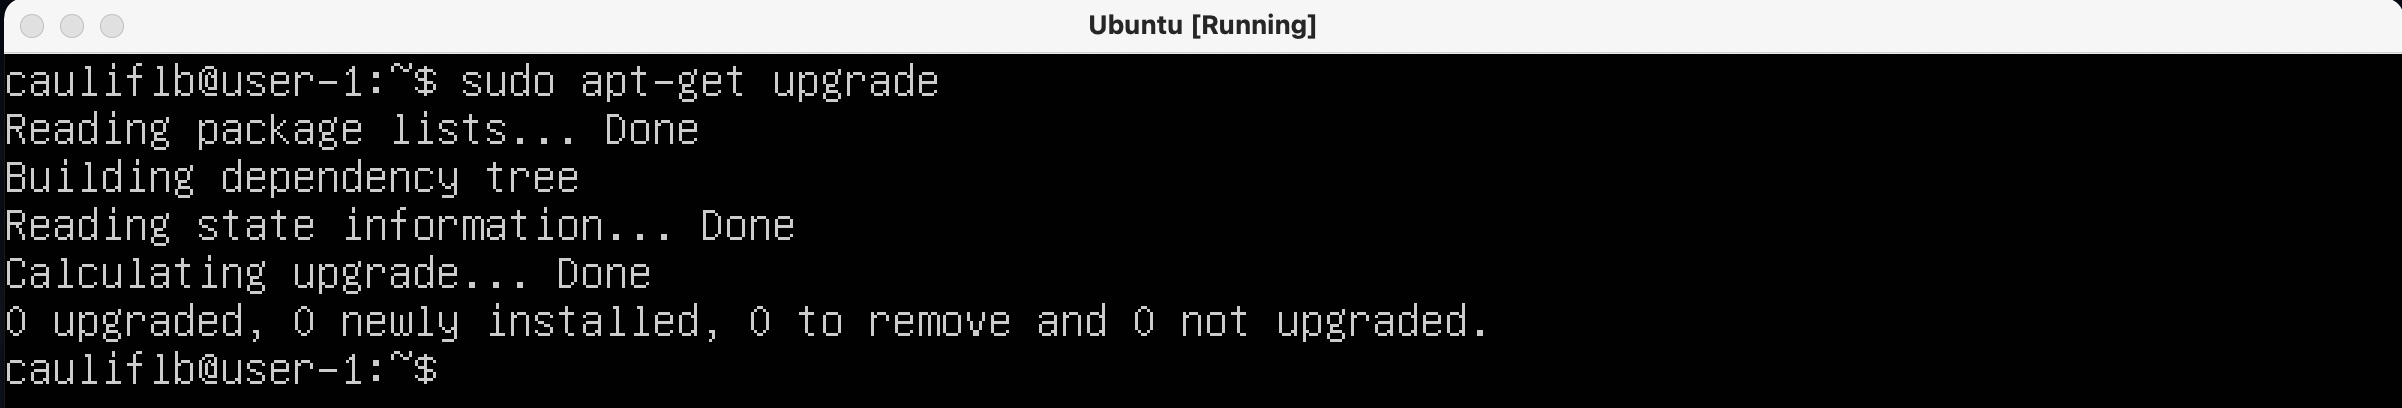 Ubuntu [Running]
cauliflb@user-1:~$ sudo apt-get upgrade
Reading package lists... Done
Building dependency tree
Reading state information... Done
Calculating upgrade... Done
0 upgraded, 0 newly installed, 0 to remove and 0 not upgraded.
cauliflb@user-1:~$